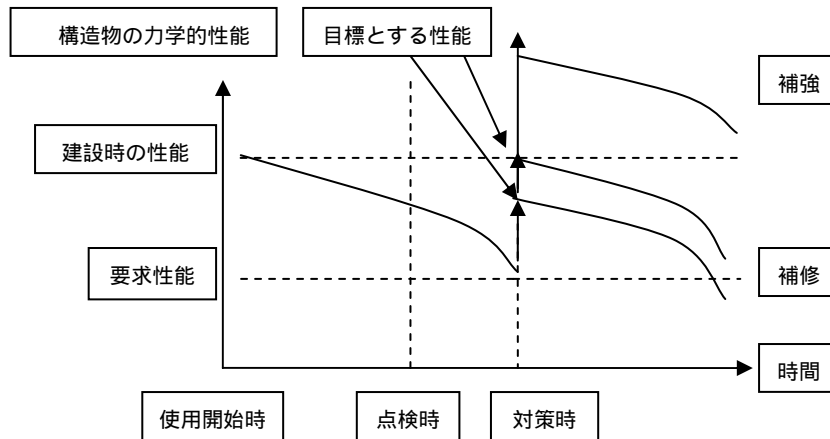 構造物の力学的性能
目標とする性能
補強
建設時の性能
要求性能
補修
時間
使用開始時
点検時
対策時